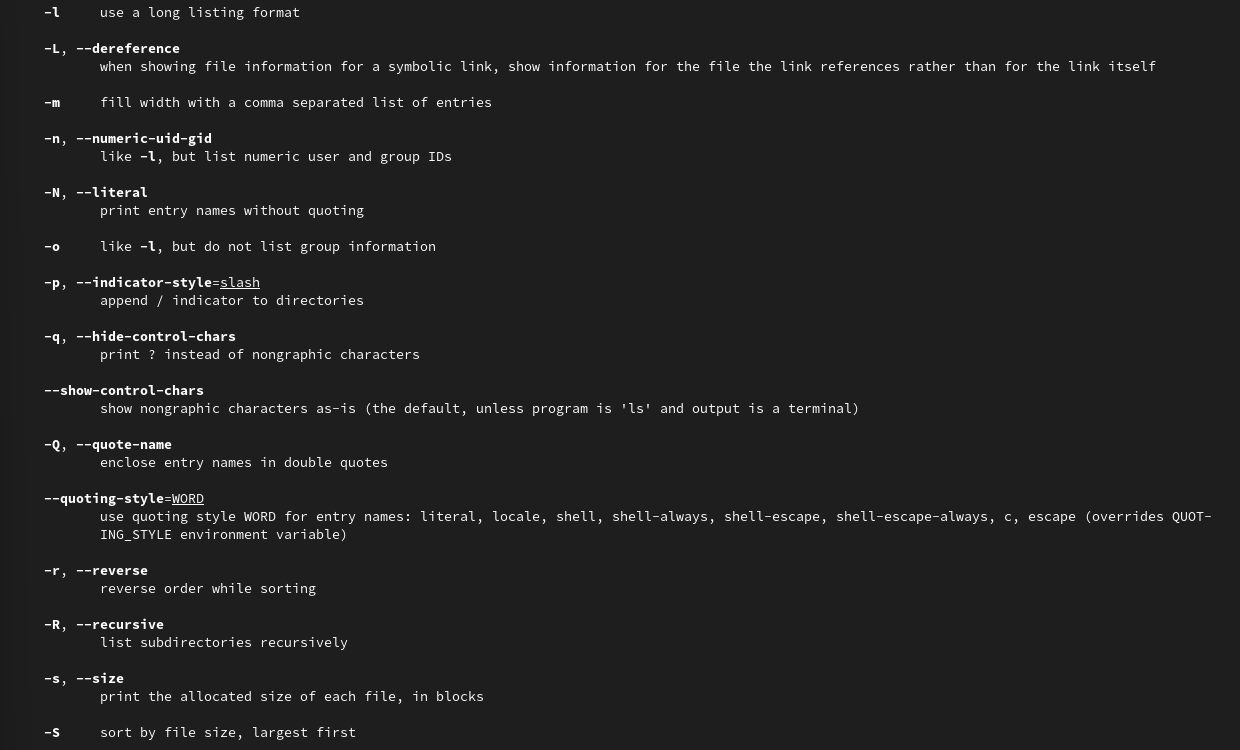 -l     use a long listing format
-L, --dereference
when showing file information for a symbolic link, show information for the file the link references rather than for the link itself
-m     fill width with a comma separated list of entries
-n, --numeric-uid-gid
like -l, but list numeric user and group IDs
-N, --literal
print entry names without quoting
-o     like -l, but do not list group information
-p, --indicator-style=slash
append / indicator to directories
-q, --hide-control-chars
print ? instead of nongraphic characters
--show-control-chars
show nongraphic characters as-is (the default, unless program is 'ls' and output is a terminal)
-Q, --quote-name
enclose entry names in double quotes
--quoting-style=WORD
use quoting style WORD for entry names: literal, locale, shell, shell-always, shell-escape, shell-escape-always, c, escape (overrides QUOT-
ING_STYLE environment variable)
-r, --reverse
reverse order while sorting
-R, --recursive
list subdirectories recursively
-s, --size
print the allocated size of each file, in blocks
-S     sort by file size, largest first